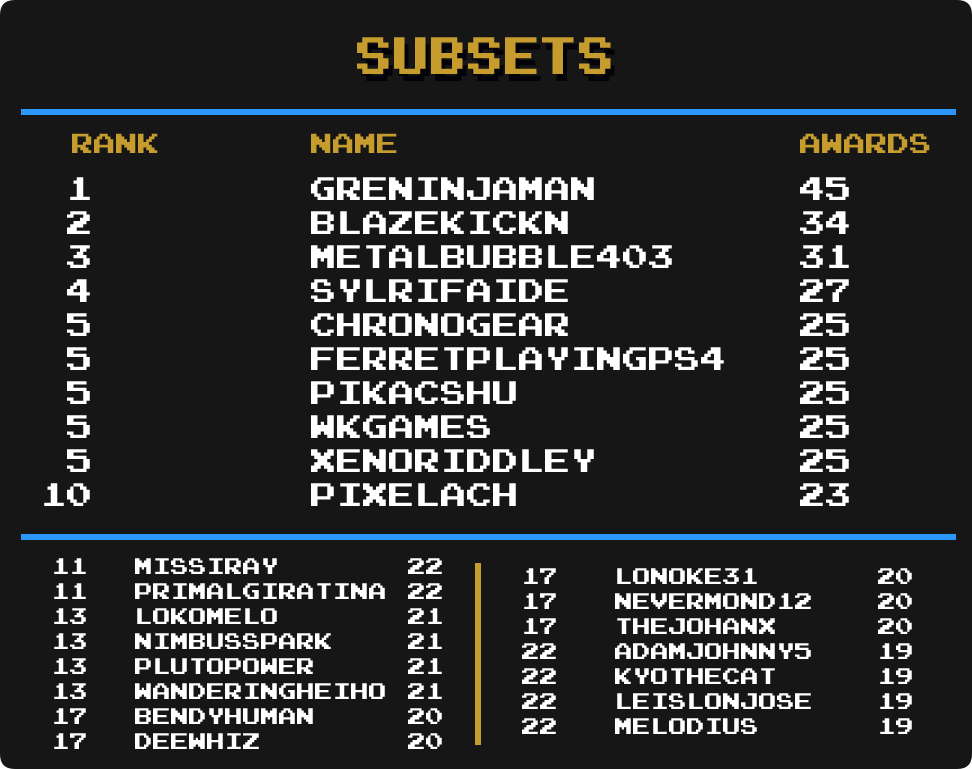 SUBSETS
RANK NAME AWARDS
1 GRENINJAMAN 45
2 BLAZEKICKN 34
3 METALBUBBLE403 31
4 SYLRIFAIDE 27
5 CHRONOGEAR 25
5 FERRETPLAYINGPS4 25
5 PIKACSHU 25
5 WKGAMES 25
5 XENORIDDLEY 25
10 PIXELACH 23
11 MISSIRAY 22
11 PRIMALGIRATINA 22
13 LOKOMELO 21
13 NIMBUSSPARK 21
13 PLUTOPOWER 21
13 WANDERINGHEIHO 21
17 BENDYHUMAN 20
17 DEEWHIZ 20
17 LONOKE31 20
17 NEVERMOND12 20
17 THEJOHANX 20
22 ADAMJOHNNY5 19
22 KYOTHECAT 19
22 LEISLONJOSE 19
22 MELODIUS 19